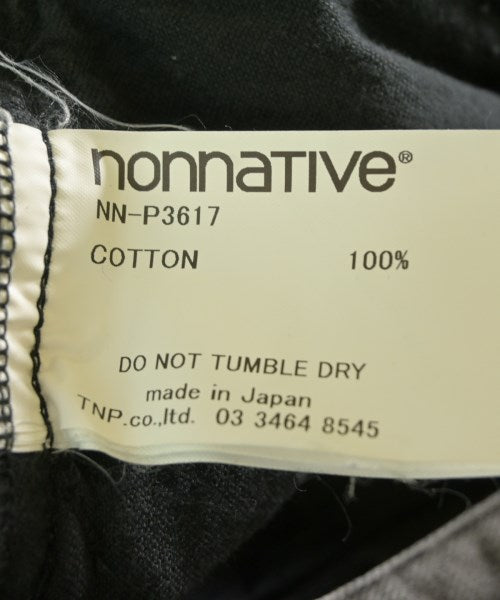 nonnaTIVe®
NN-P3617
COTTON 100%
DO NOT TUMBLE DRY
made in Japan
TNP.co.,ltd. 03 3464 8545